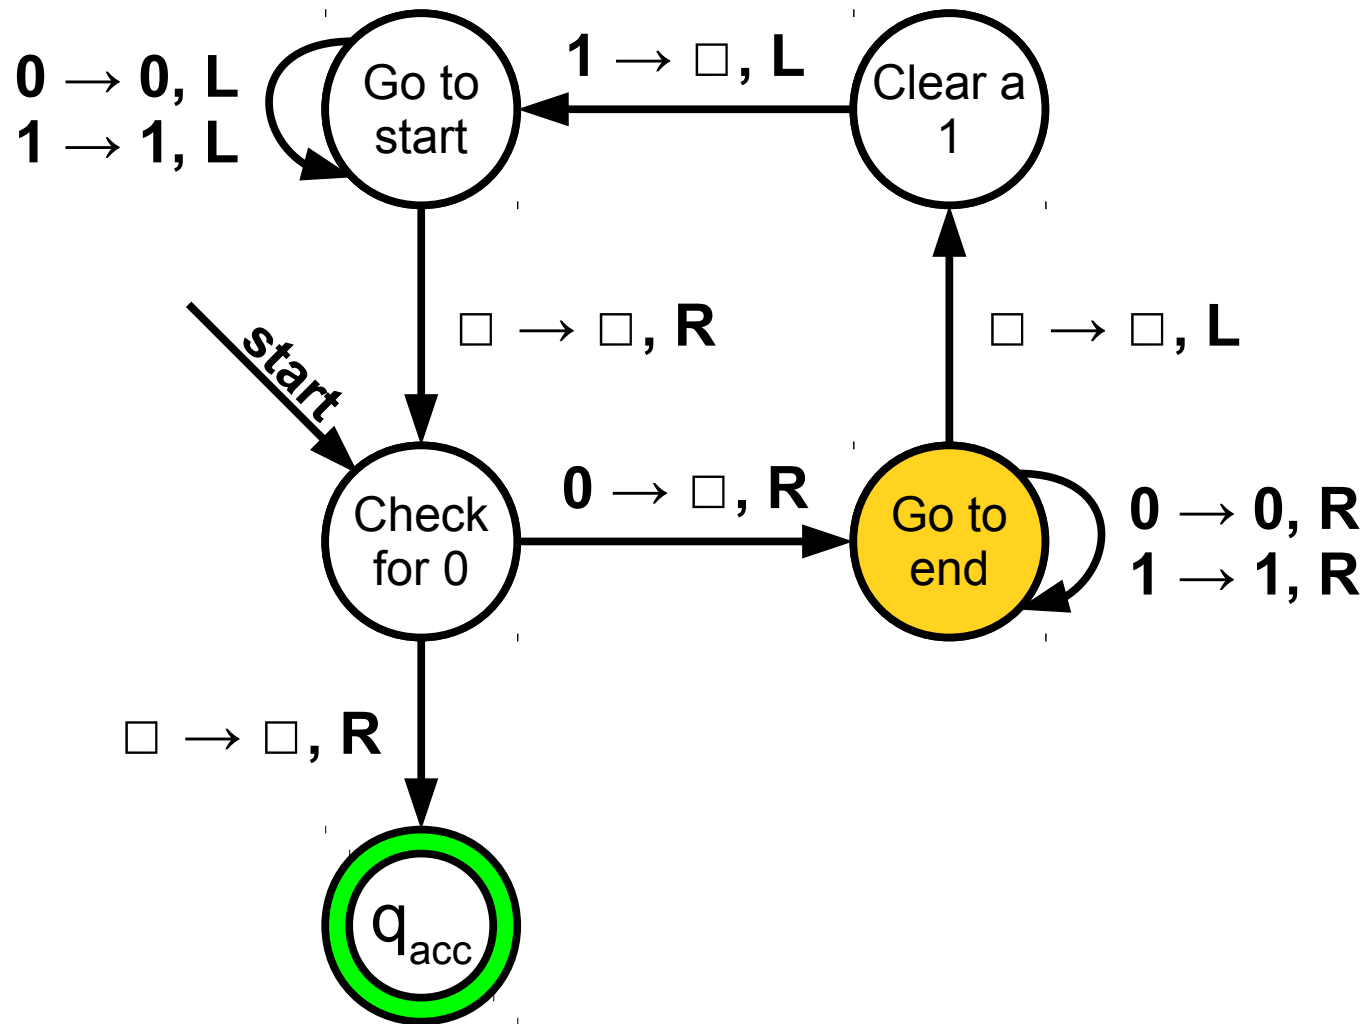 1 → □, L
0 → 0, L
1 → 1, L
Go to
start
Clear a
1
□ → □, R
□ → □, L
start
Check
for 0
0 → □, R
Go to
end
0 → 0, R
1 → 1, R
□ → □, R
q_acc